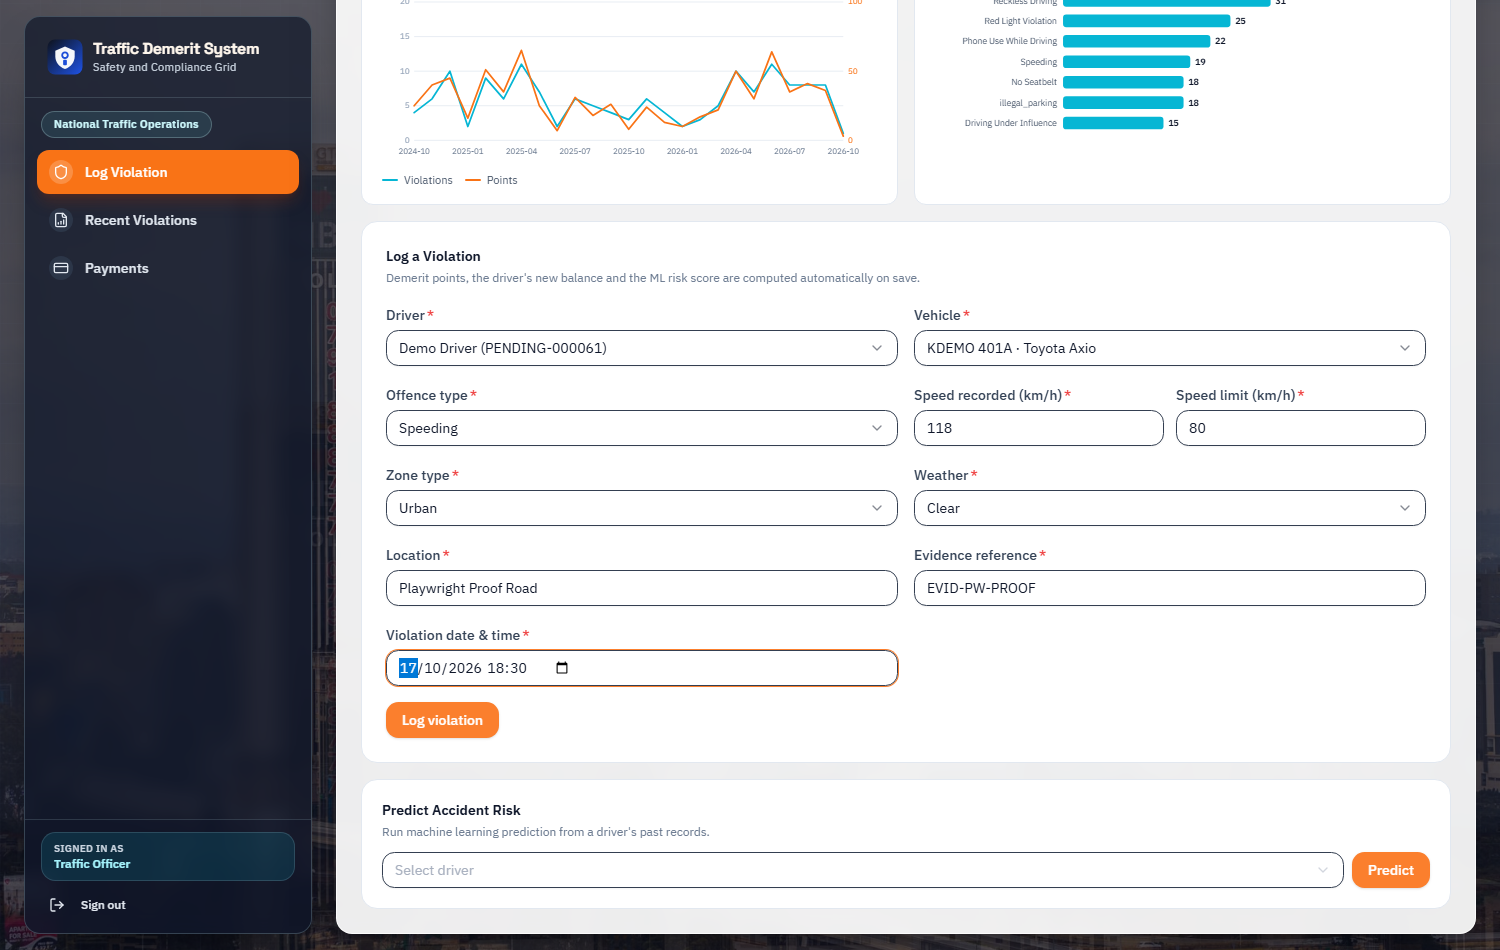 Traffic Demerit System
Safety and Compliance Grid
National Traffic Operations
Log Violation
Recent Violations
Payments
SIGNED IN AS
Traffic Officer
Sign out
20
15
10
5
0
100
50
0
2024-10 2025-01 2025-04 2025-07 2025-10 2026-01 2026-04 2026-07 2026-10
Violations Points
Reckless Driving 31
Red Light Violation 25
Phone Use While Driving 22
Speeding 19
No Seatbelt 18
illegal_parking 18
Driving Under Influence 15
Log a Violation
Demerit points, the driver's new balance and the ML risk score are computed automatically on save.
Driver * Vehicle *
Demo Driver (PENDING-000061) KDEMO 401A · Toyota Axio
Offence type * Speed recorded (km/h) * Speed limit (km/h) *
Speeding 118 80
Zone type * Weather *
Urban Clear
Location * Evidence reference *
Playwright Proof Road EVID-PW-PROOF
Violation date & time *
17/10/2026 18:30
Log violation
Predict Accident Risk
Run machine learning prediction from a driver's past records.
Select driver Predict